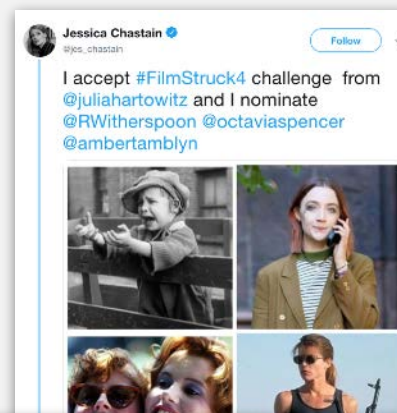 Jessica Chastain
@jes_chastain
Follow
I accept #FilmStruck4 challenge from
@juliahartowitz and I nominate
@RWitherspoon @octaviaspencer
@ambertamblyn